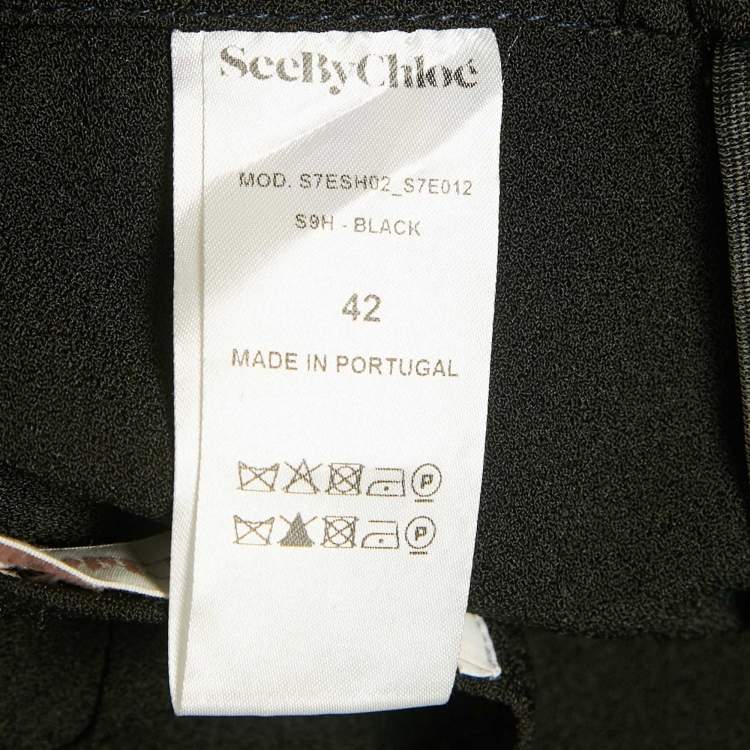 SeeByChloé
MOD. S7ESH02_S7E012
S9H - BLACK
42
MADE IN PORTUGAL
P
P